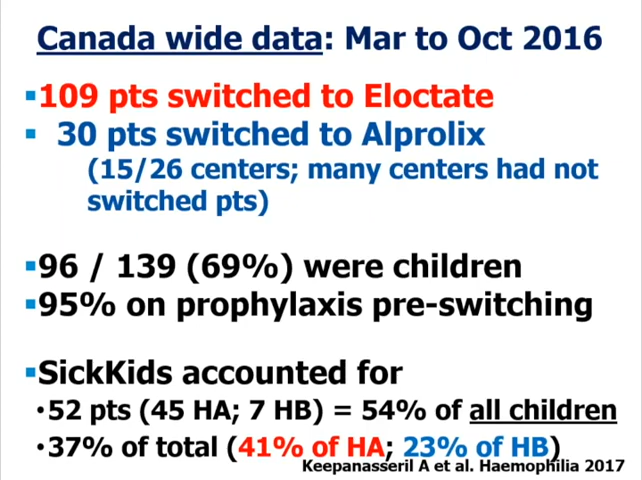 Canada wide data: Mar to Oct 2016
▪109 pts switched to Eloctate
▪ 30 pts switched to Alprolix
(15/26 centers; many centers had not
switched pts)
▪96 / 139 (69%) were children
▪95% on prophylaxis pre-switching
▪SickKids accounted for
•52 pts (45 HA; 7 HB) = 54% of all children
•37% of total (41% of HA; 23% of HB)
Keepanasseril A et al. Haemophilia 2017